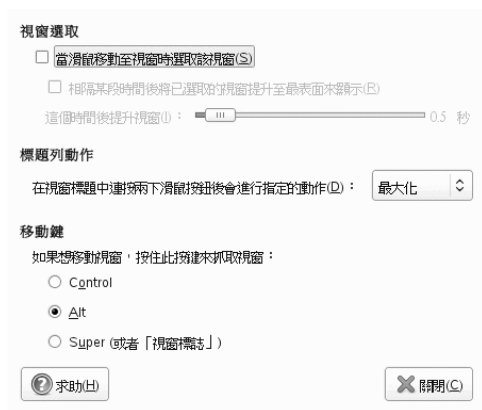 視窗選取
當滑鼠移動至視窗時選取該視窗(S)
相隔某段時間後將已選取的視窗提升至最表面來顯示(R)
這個時間後提升視窗(I)： 0.5 秒
標題列動作
在視窗標題中連按兩下滑鼠按鈕後會進行指定的動作(D)： 最大化
移動鍵
如果想移動視窗，按住此按鍵來抓取視窗：
Control
Alt
Super (或者「視窗標誌」)
求助(H) 關閉(C)